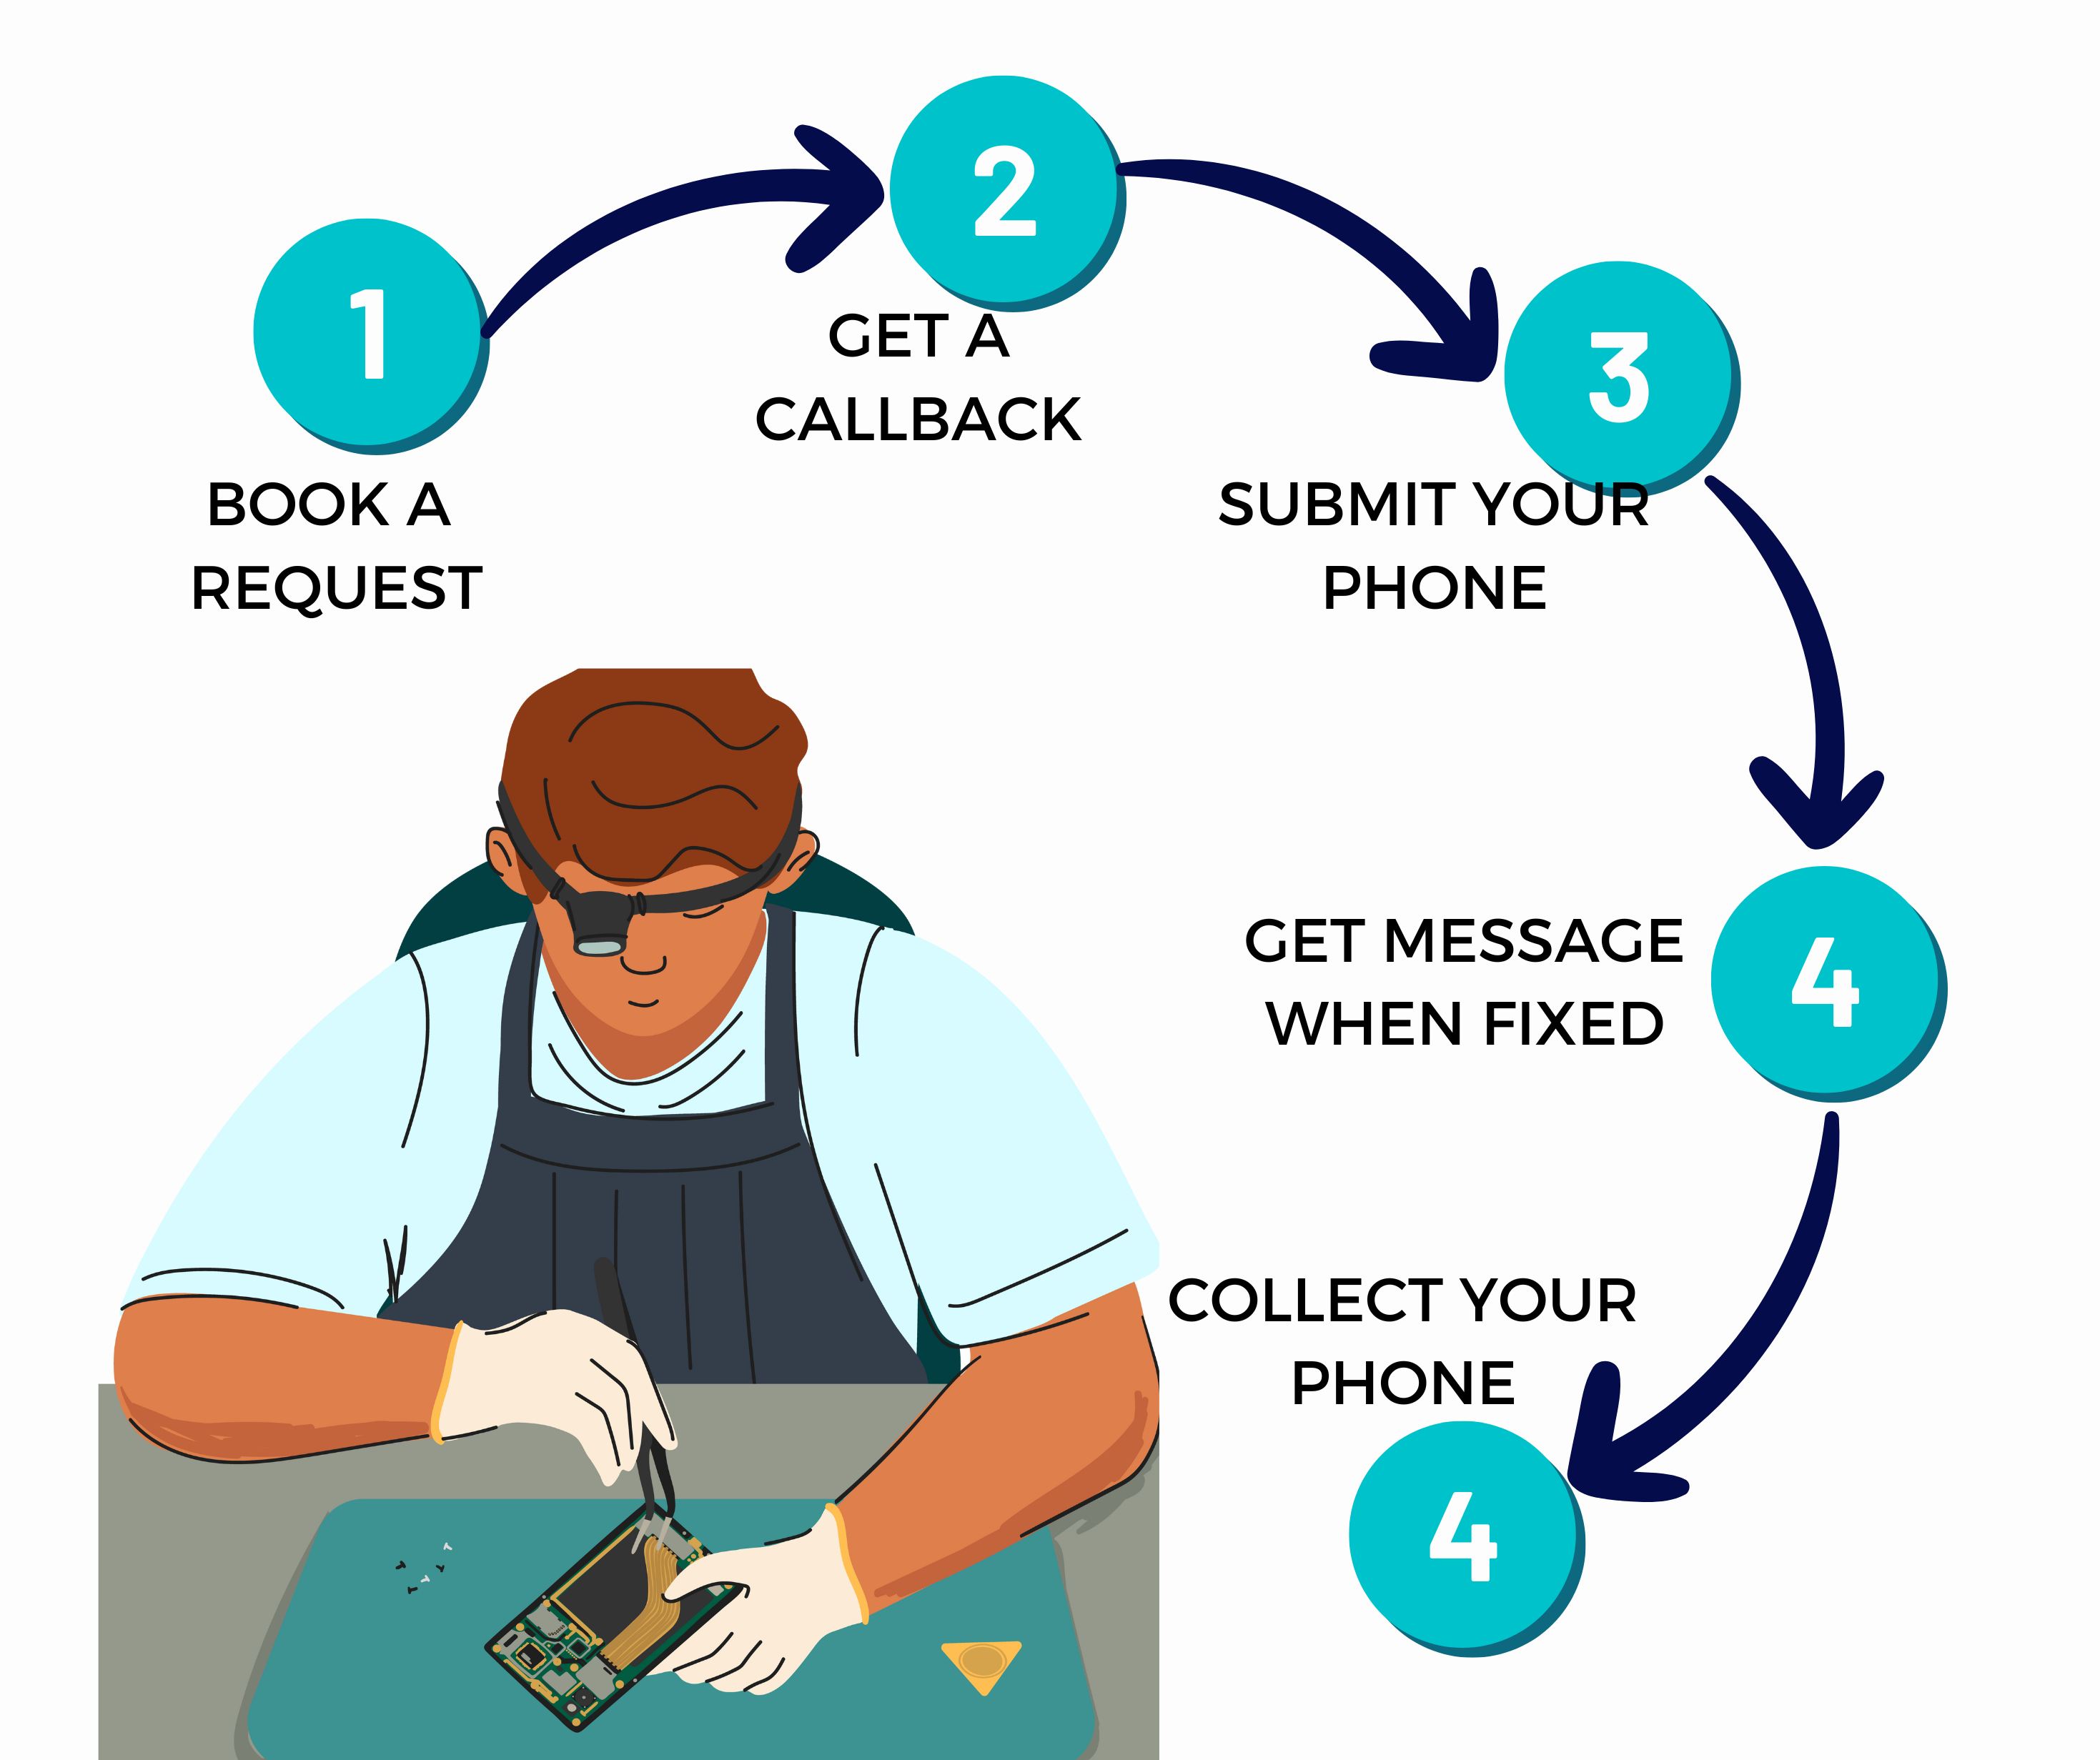 1
BOOK A
REQUEST
2
GET A
CALLBACK
3
SUBMIT YOUR
PHONE
4
GET MESSAGE
WHEN FIXED
COLLECT YOUR
PHONE
4